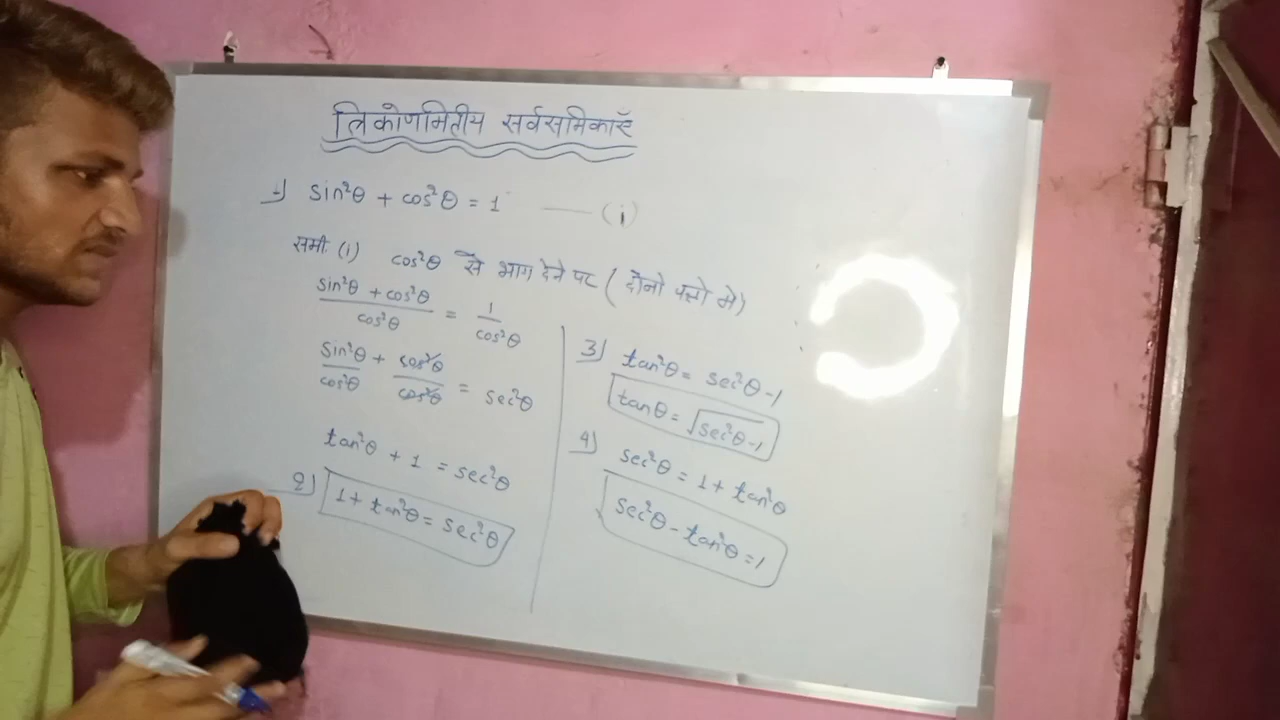 त्रिकोणमितीय सर्वसमिकाएँ
1) sin²θ + cos²θ = 1 —— (i)
समी. (i) cos²θ से भाग देने पर ( दोनो पक्षो मे)
sin²θ + cos²θ / cos²θ = 1 / cos²θ
sin²θ / cos²θ + cos²θ / cos²θ = sec²θ
tan²θ + 1 = sec²θ
2) 1 + tan²θ = sec²θ
3) tan²θ = sec²θ - 1
tanθ = √sec²θ - 1
4) sec²θ = 1 + tan²θ
sec²θ - tan²θ = 1